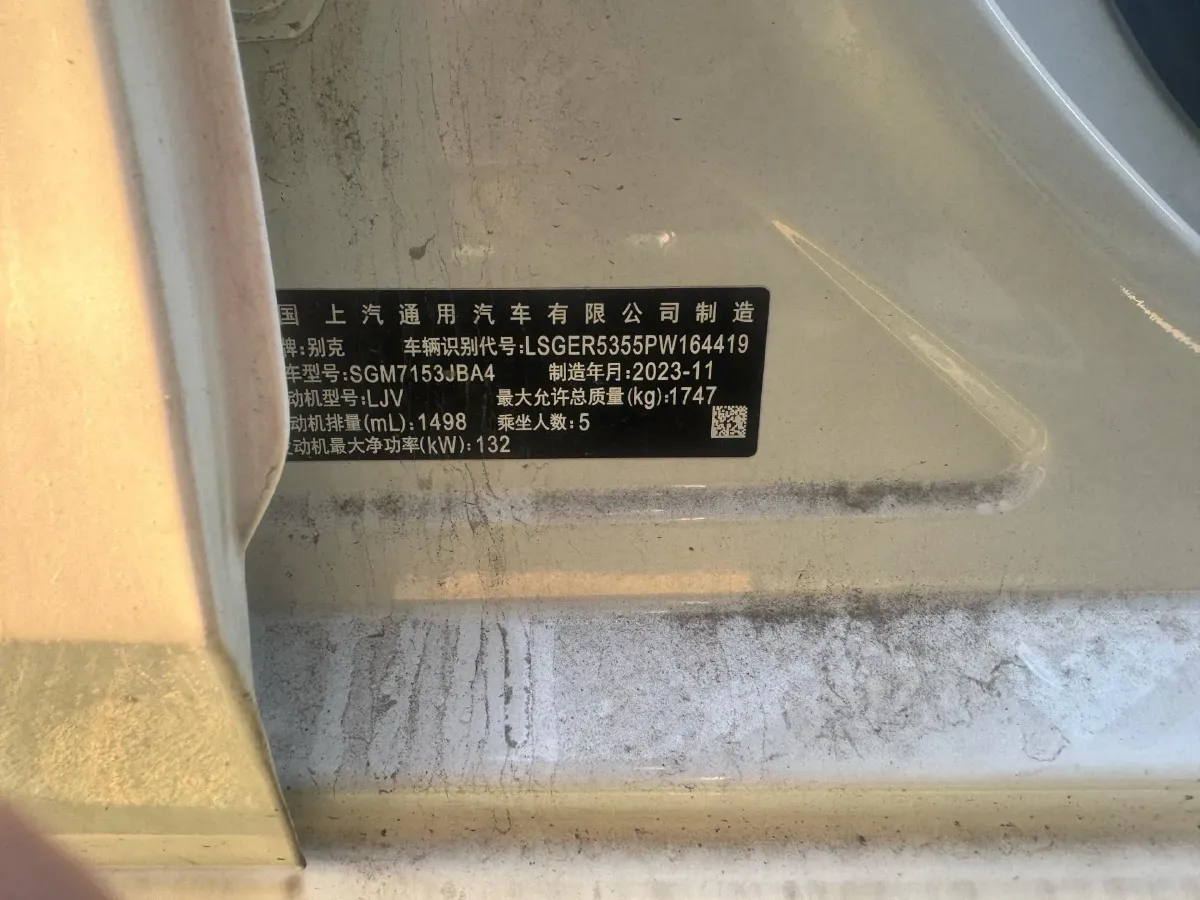 国 上汽通用汽车有限公司制造
牌:别克 车辆识别代号:LSGER5355PW164419
车型号:SGM7153JBA4 制造年月:2023-11
动机型号:LJV 最大允许总质量(kg):1747
动机排量(mL):1498 乘坐人数:5
动机最大净功率(kW):132